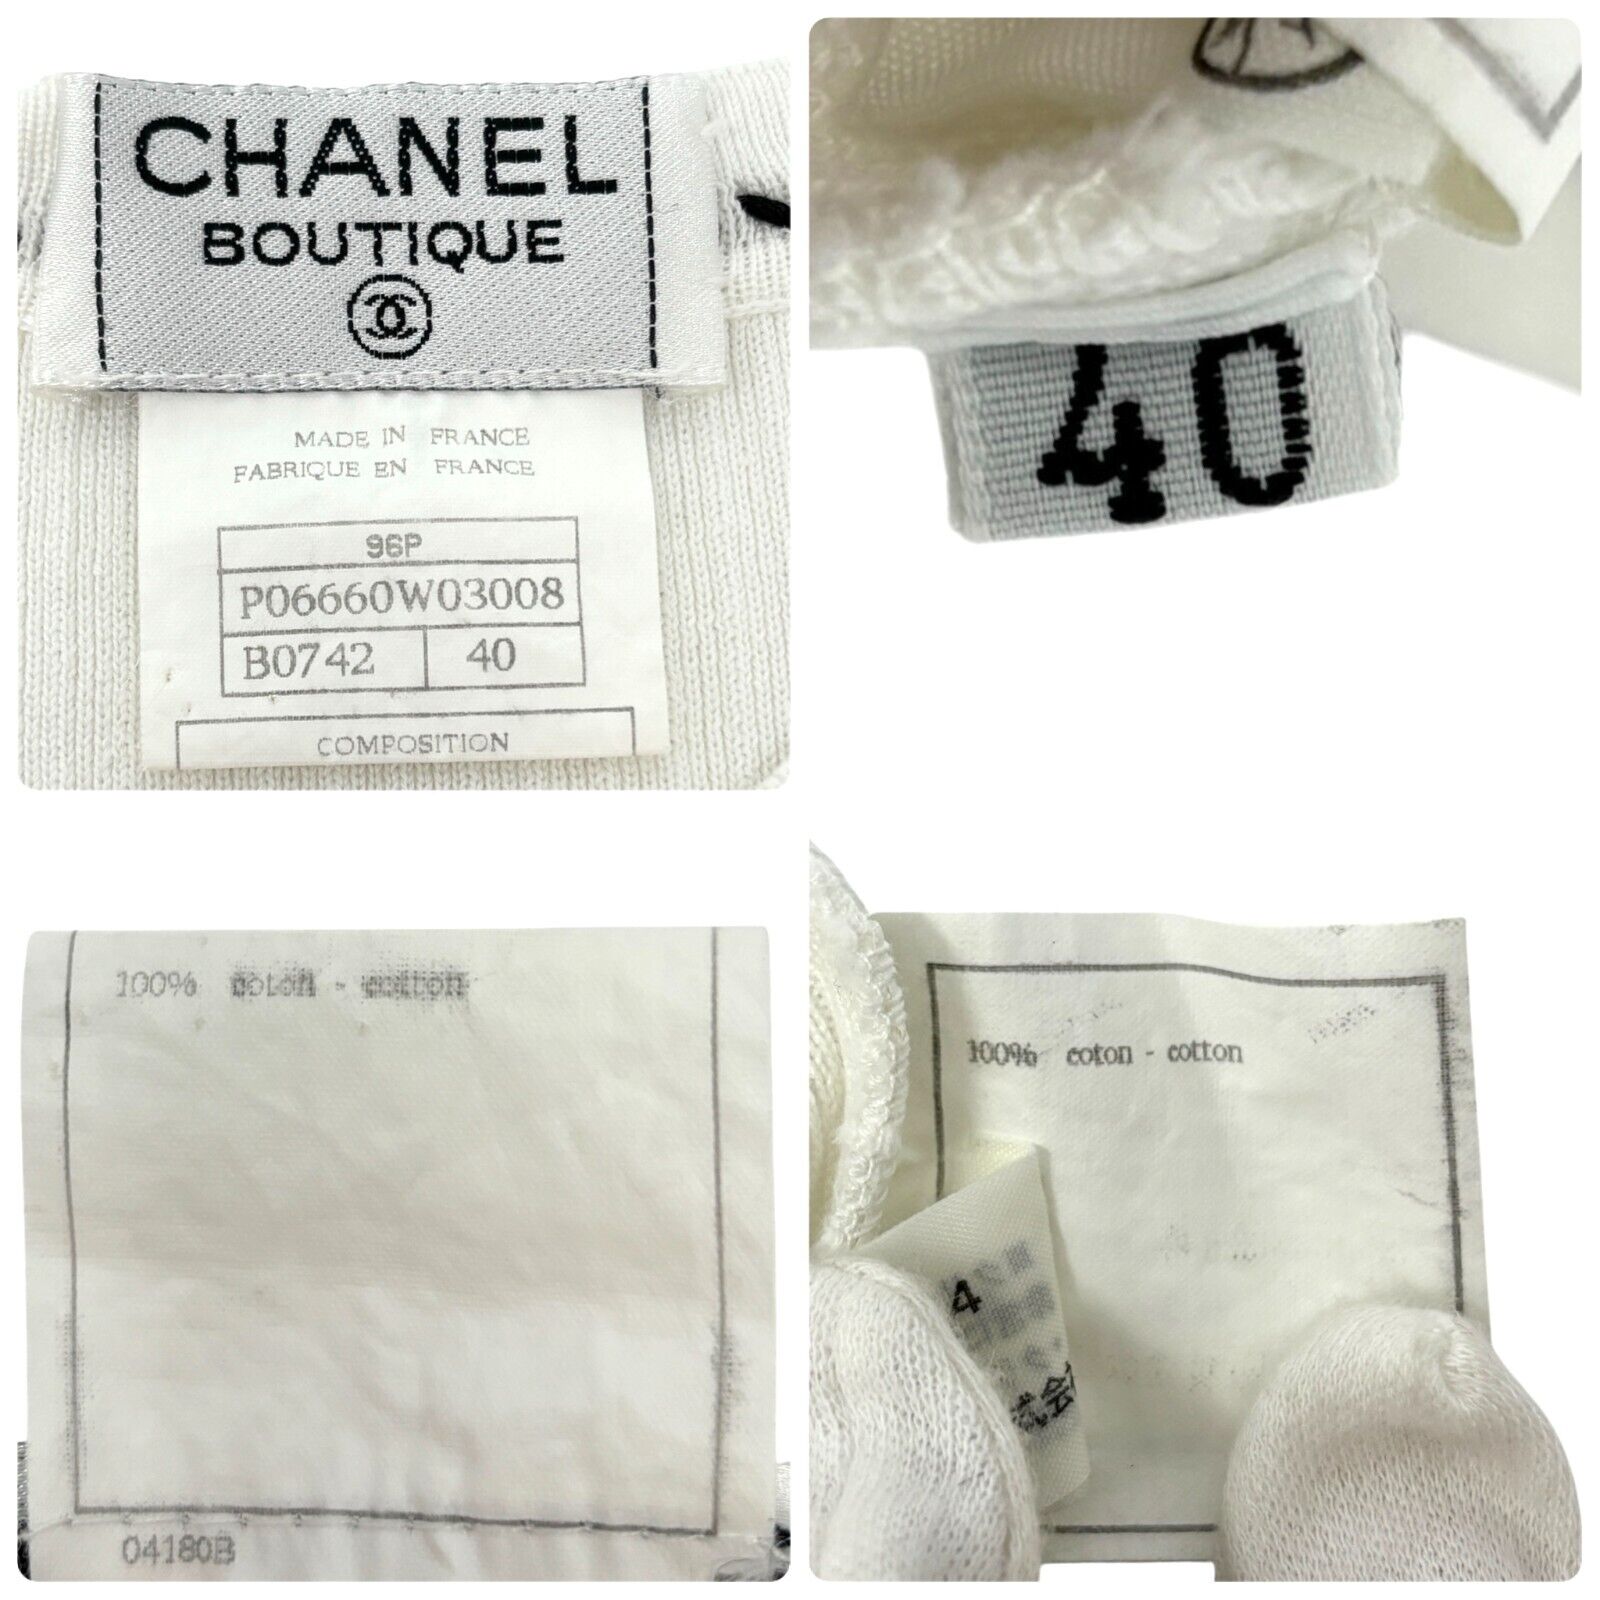 CHANEL
BOUTIQUE
MADE IN FRANCE
FABRIQUE EN FRANCE
96P
P06660W03008
B0742 40
COMPOSITION
40
100% coton - cotton
04180B
100% coton - cotton
4